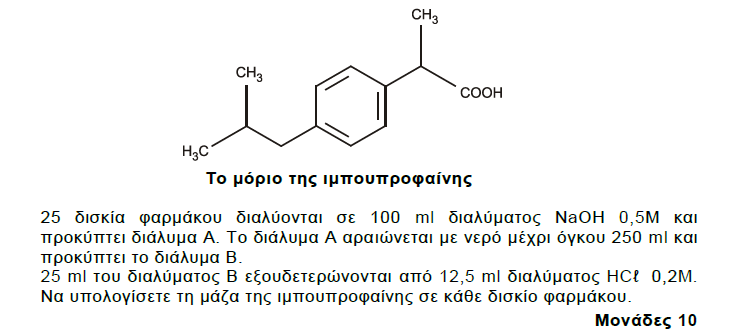 CH3
CH3
COOH
H3C
Το μόριο της ιμπουπροφαίνης
25 δισκία φαρμάκου διαλύονται σε 100 ml διαλύματος NaOH 0,5M και
προκύπτει διάλυμα Α. Το διάλυμα Α αραιώνεται με νερό μέχρι όγκου 250 ml και
προκύπτει το διάλυμα Β.
25 ml του διαλύματος Β εξουδετερώνονται από 12,5 ml διαλύματος HCℓ 0,2M.
Να υπολογίσετε τη μάζα της ιμπουπροφαίνης σε κάθε δισκίο φαρμάκου.
Μονάδες 10